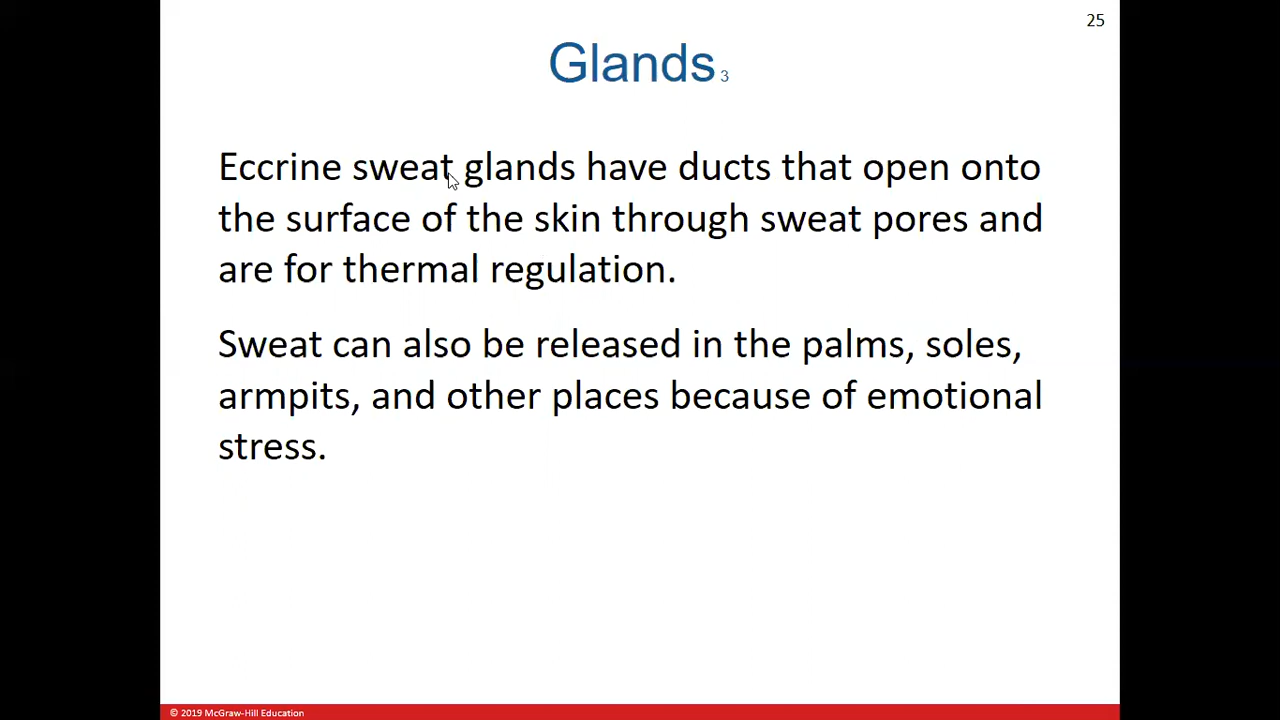 25
Glands 3
Eccrine sweat glands have ducts that open onto
the surface of the skin through sweat pores and
are for thermal regulation.
Sweat can also be released in the palms, soles,
armpits, and other places because of emotional
stress.
© 2019 McGraw-Hill Education